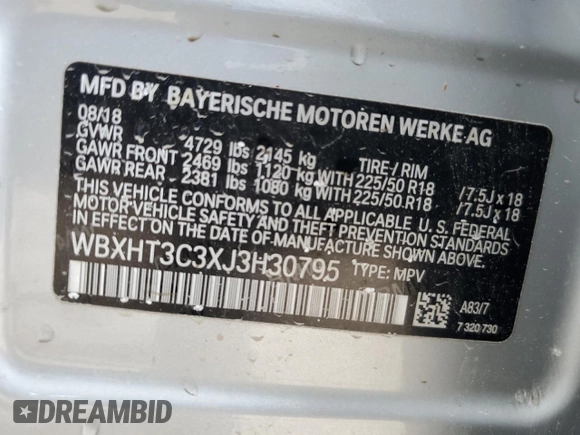 MFD BY BAYERISCHE MOTOREN WERKE AG
08/18
GVWR 4729 lbs 2145 kg TIRE / RIM
GAWR FRONT 2469 lbs 1120 kg WITH 225/50 R18 /7.5J x 18
GAWR REAR 2381 lbs 1080 kg WITH 225/50 R18 /7.5J x 18
THIS VEHICLE CONFORMS TO ALL APPLICABLE U. S. FEDERAL
MOTOR VEHICLE SAFETY AND THEFT PREVENTION STANDARDS
IN EFFECT ON THE DATE OF MANUFACTURE SHOWN ABOVE.
WBXHT3C3XJ3H30795 TYPE: MPV
A83/7
7 320 730
DREAMBID